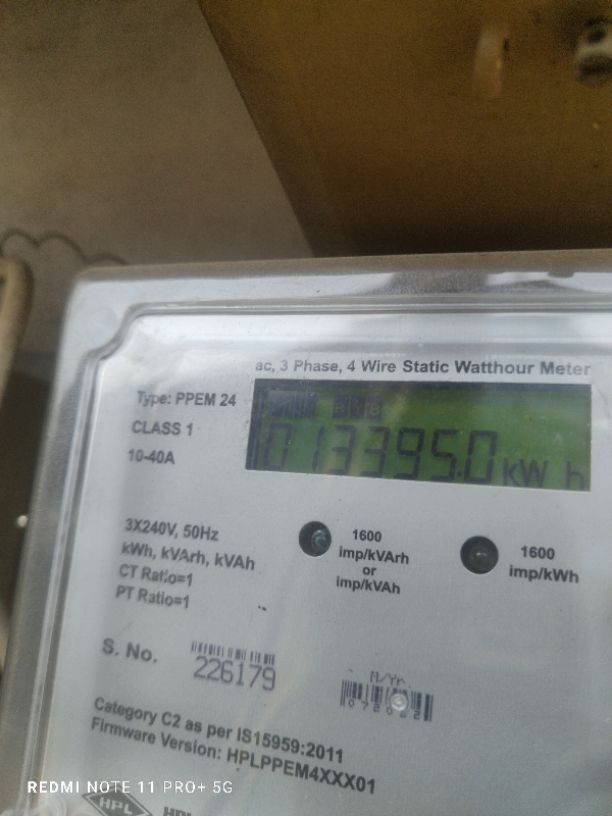 ac, 3 Phase, 4 Wire Static Watthour Meter
Type: PPEM 24
CLASS 1
10-40A
013395.0 kWh
3X240V, 50Hz
kWh, kVArh, kVAh
CT Ratio=1
PT Ratio=1
1600
imp/kVArh
or
imp/kVAh
1600
imp/kWh
S. No.
226179
M/Yr.
Category C2 as per IS15959:2011
Firmware Version: HPLPPEM4XXX01
HPL
REDMI NOTE 11 PRO+ 5G